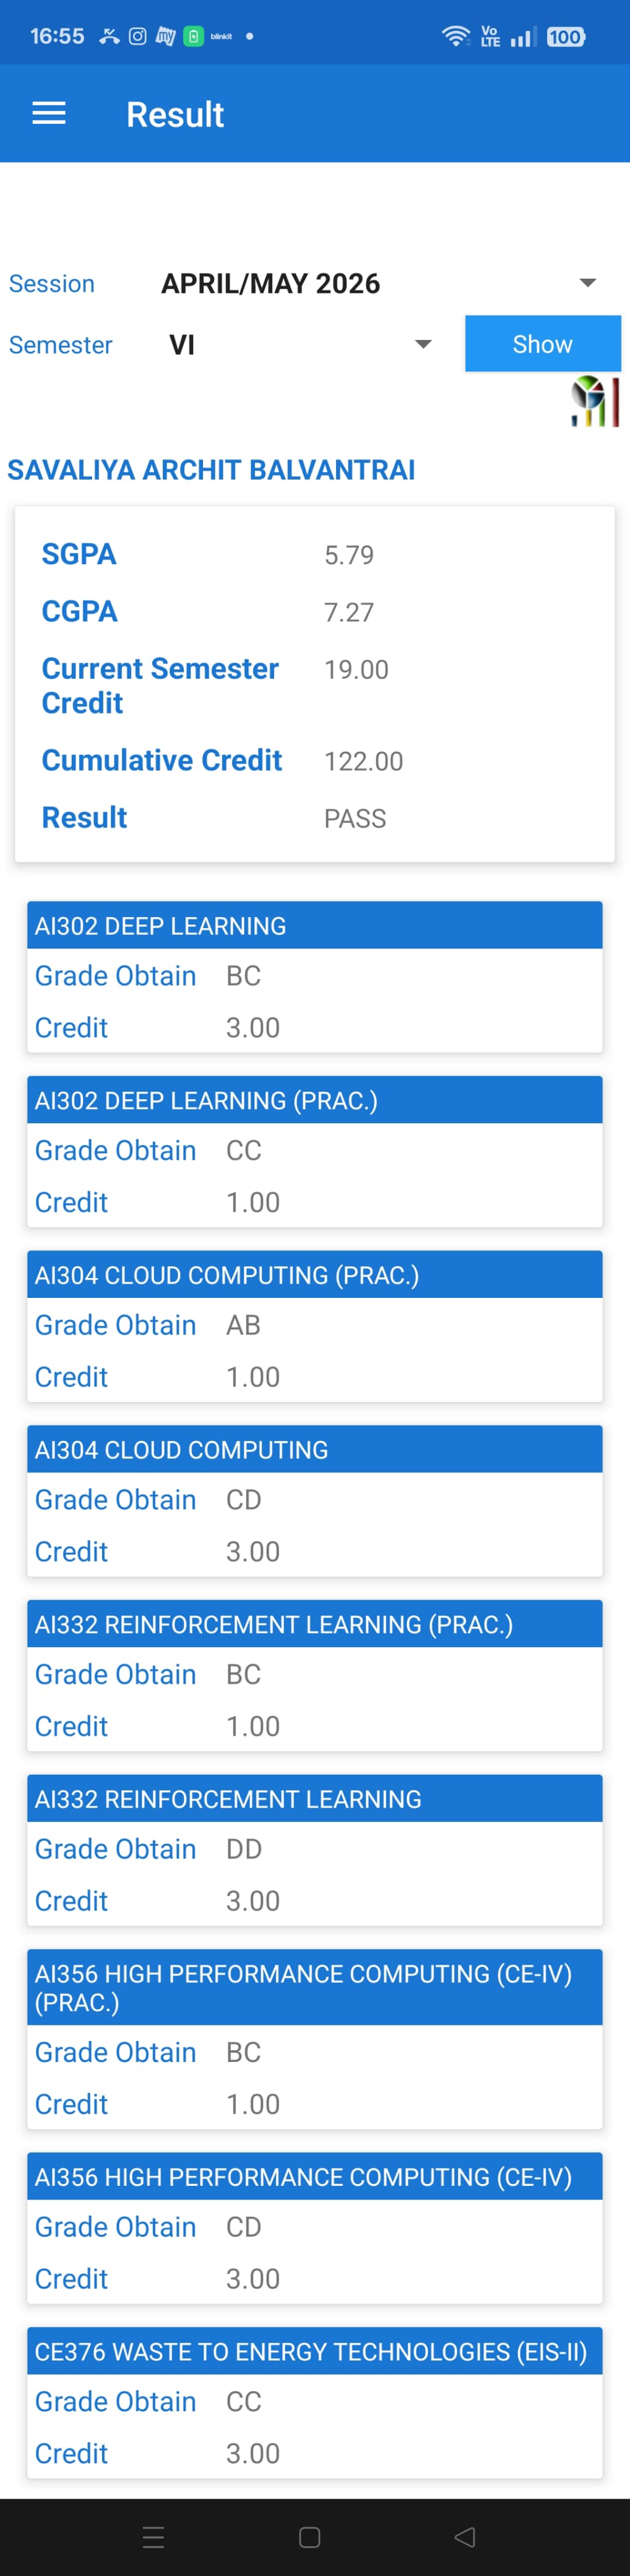 16:55 my blinkit Vo LTE 100
Result
Session APRIL/MAY 2026
Semester VI Show
SAVALIYA ARCHIT BALVANTRAI
SGPA 5.79
CGPA 7.27
Current Semester 19.00
Credit
Cumulative Credit 122.00
Result PASS
AI302 DEEP LEARNING
Grade Obtain BC
Credit 3.00
AI302 DEEP LEARNING (PRAC.)
Grade Obtain CC
Credit 1.00
AI304 CLOUD COMPUTING (PRAC.)
Grade Obtain AB
Credit 1.00
AI304 CLOUD COMPUTING
Grade Obtain CD
Credit 3.00
AI332 REINFORCEMENT LEARNING (PRAC.)
Grade Obtain BC
Credit 1.00
AI332 REINFORCEMENT LEARNING
Grade Obtain DD
Credit 3.00
AI356 HIGH PERFORMANCE COMPUTING (CE-IV)
(PRAC.)
Grade Obtain BC
Credit 1.00
AI356 HIGH PERFORMANCE COMPUTING (CE-IV)
Grade Obtain CD
Credit 3.00
CE376 WASTE TO ENERGY TECHNOLOGIES (EIS-II)
Grade Obtain CC
Credit 3.00